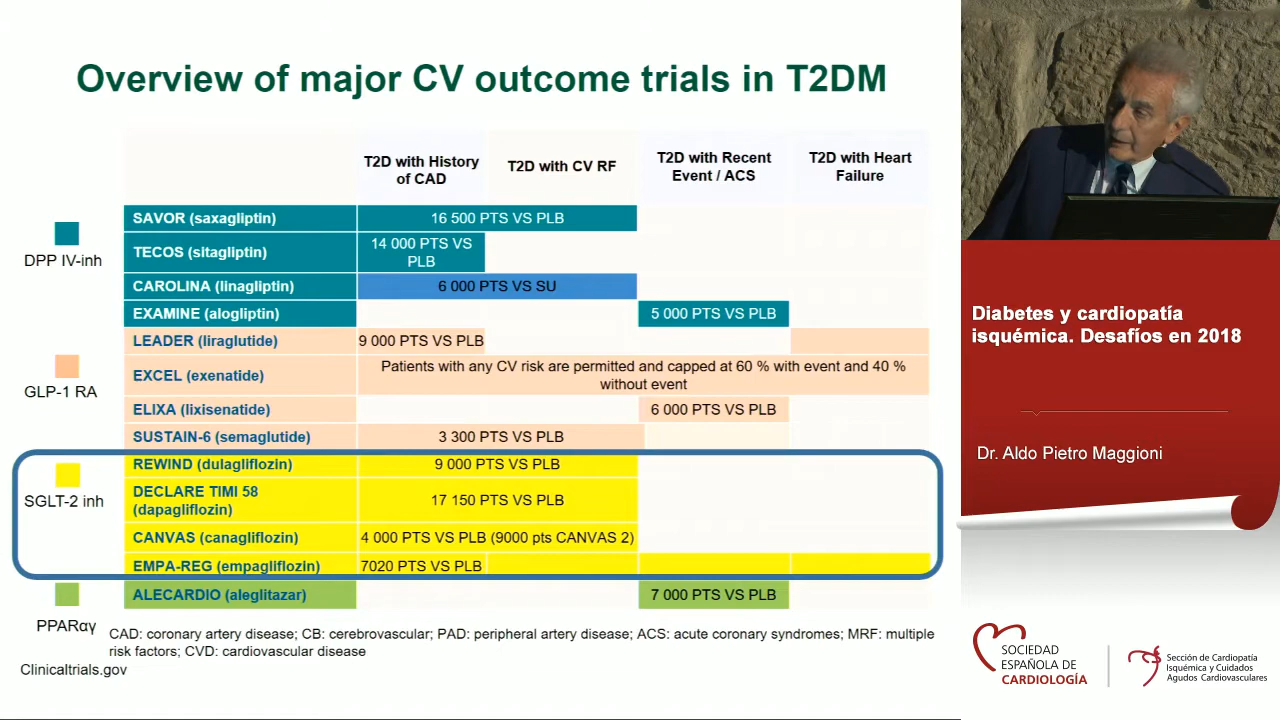 Overview of major CV outcome trials in T2DM
T2D with History
of CAD
T2D with CV RF
T2D with Recent
Event / ACS
T2D with Heart
Failure
DPP IV-inh
SAVOR (saxagliptin)
16 500 PTS VS PLB
TECOS (sitagliptin)
14 000 PTS VS
PLB
CAROLINA (linagliptin)
6 000 PTS VS SU
EXAMINE (alogliptin)
5 000 PTS VS PLB
GLP-1 RA
LEADER (liraglutide)
9 000 PTS VS PLB
EXCEL (exenatide)
Patients with any CV risk are permitted and capped at 60 % with event and 40 %
without event
ELIXA (lixisenatide)
6 000 PTS VS PLB
SUSTAIN-6 (semaglutide)
3 300 PTS VS PLB
SGLT-2 inh
REWIND (dulagliflozin)
9 000 PTS VS PLB
DECLARE TIMI 58
(dapagliflozin)
17 150 PTS VS PLB
CANVAS (canagliflozin)
4 000 PTS VS PLB (9000 pts CANVAS 2)
EMPA-REG (empagliflozin)
7020 PTS VS PLB
PPARαγ
ALECARDIO (aleglitazar)
7 000 PTS VS PLB
CAD: coronary artery disease; CB: cerebrovascular; PAD: peripheral artery disease; ACS: acute coronary syndromes; MRF: multiple
risk factors; CVD: cardiovascular disease
Clinicaltrials.gov
Diabetes y cardiopatía
isquémica. Desafíos en 2018
Dr. Aldo Pietro Maggioni
SOCIEDAD
ESPAÑOLA DE
CARDIOLOGÍA
Sección de Cardiopatía
Isquémica y Cuidados
Agudos Cardiovasculares